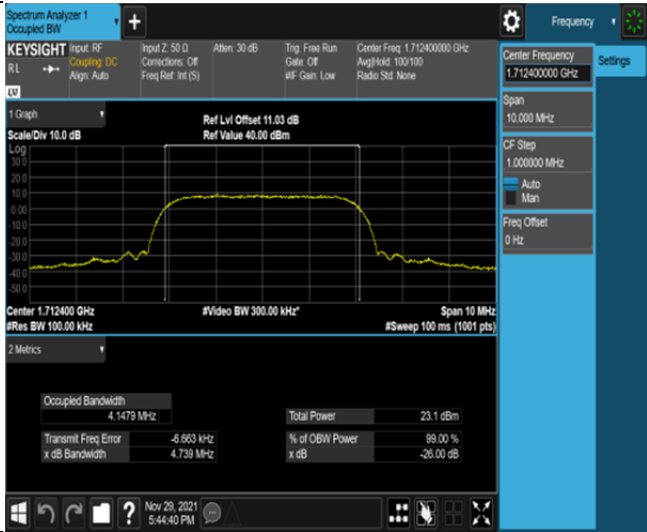 Spectrum Analyzer 1
Occupied BW
Frequency
KEYSIGHT
RL
LV
Input: RF
Coupling: DC
Align: Auto
Input Z: 50 Ω
Corrections: Off
Freq Ref: Int (S)
Atten: 30 dB
Trig: Free Run
Gate: Off
#IF Gain: Low
Center Freq: 1.712400000 GHz
Avg|Hold: 100/100
Radio Std: None
Center Frequency
1.712400000 GHz
Settings
Span
10.000 MHz
CF Step
1.000000 MHz
Auto
Man
Freq Offset
0 Hz
1 Graph
Scale/Div 10.0 dB
Ref Lvl Offset 11.03 dB
Ref Value 40.00 dBm
Log
30.0
20.0
10.0
0.00
-10.0
-20.0
-30.0
-40.0
-50.0
Center 1.712400 GHz
#Res BW 100.00 kHz
#Video BW 300.00 kHz*
Span 10 MHz
#Sweep 100 ms (1001 pts)
2 Metrics
Occupied Bandwidth
4.1479 MHz
Total Power 23.1 dBm
Transmit Freq Error -6.663 kHz
% of OBW Power 99.00 %
x dB Bandwidth 4.739 MHz
x dB -26.00 dB
?
Nov 29, 2021
5:44:40 PM